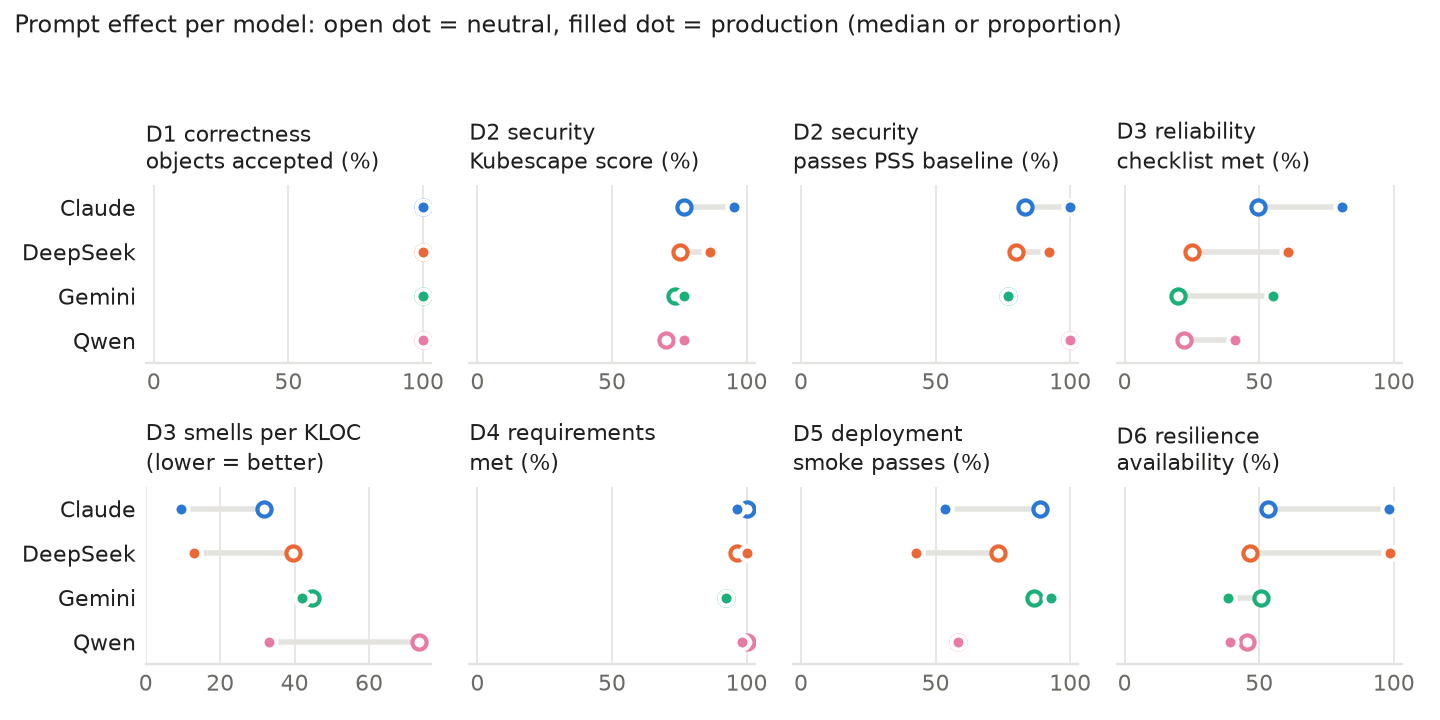 Prompt effect per model: open dot = neutral, filled dot = production (median or proportion)
D1 correctness
objects accepted (%)
D2 security
Kubescape score (%)
D2 security
passes PSS baseline (%)
D3 reliability
checklist met (%)
Claude
DeepSeek
Gemini
Qwen
0 50 100
0 50 100
0 50 100
0 50 100
D3 smells per KLOC
(lower = better)
D4 requirements
met (%)
D5 deployment
smoke passes (%)
D6 resilience
availability (%)
Claude
DeepSeek
Gemini
Qwen
0 20 40 60
0 50 100
0 50 100
0 50 100